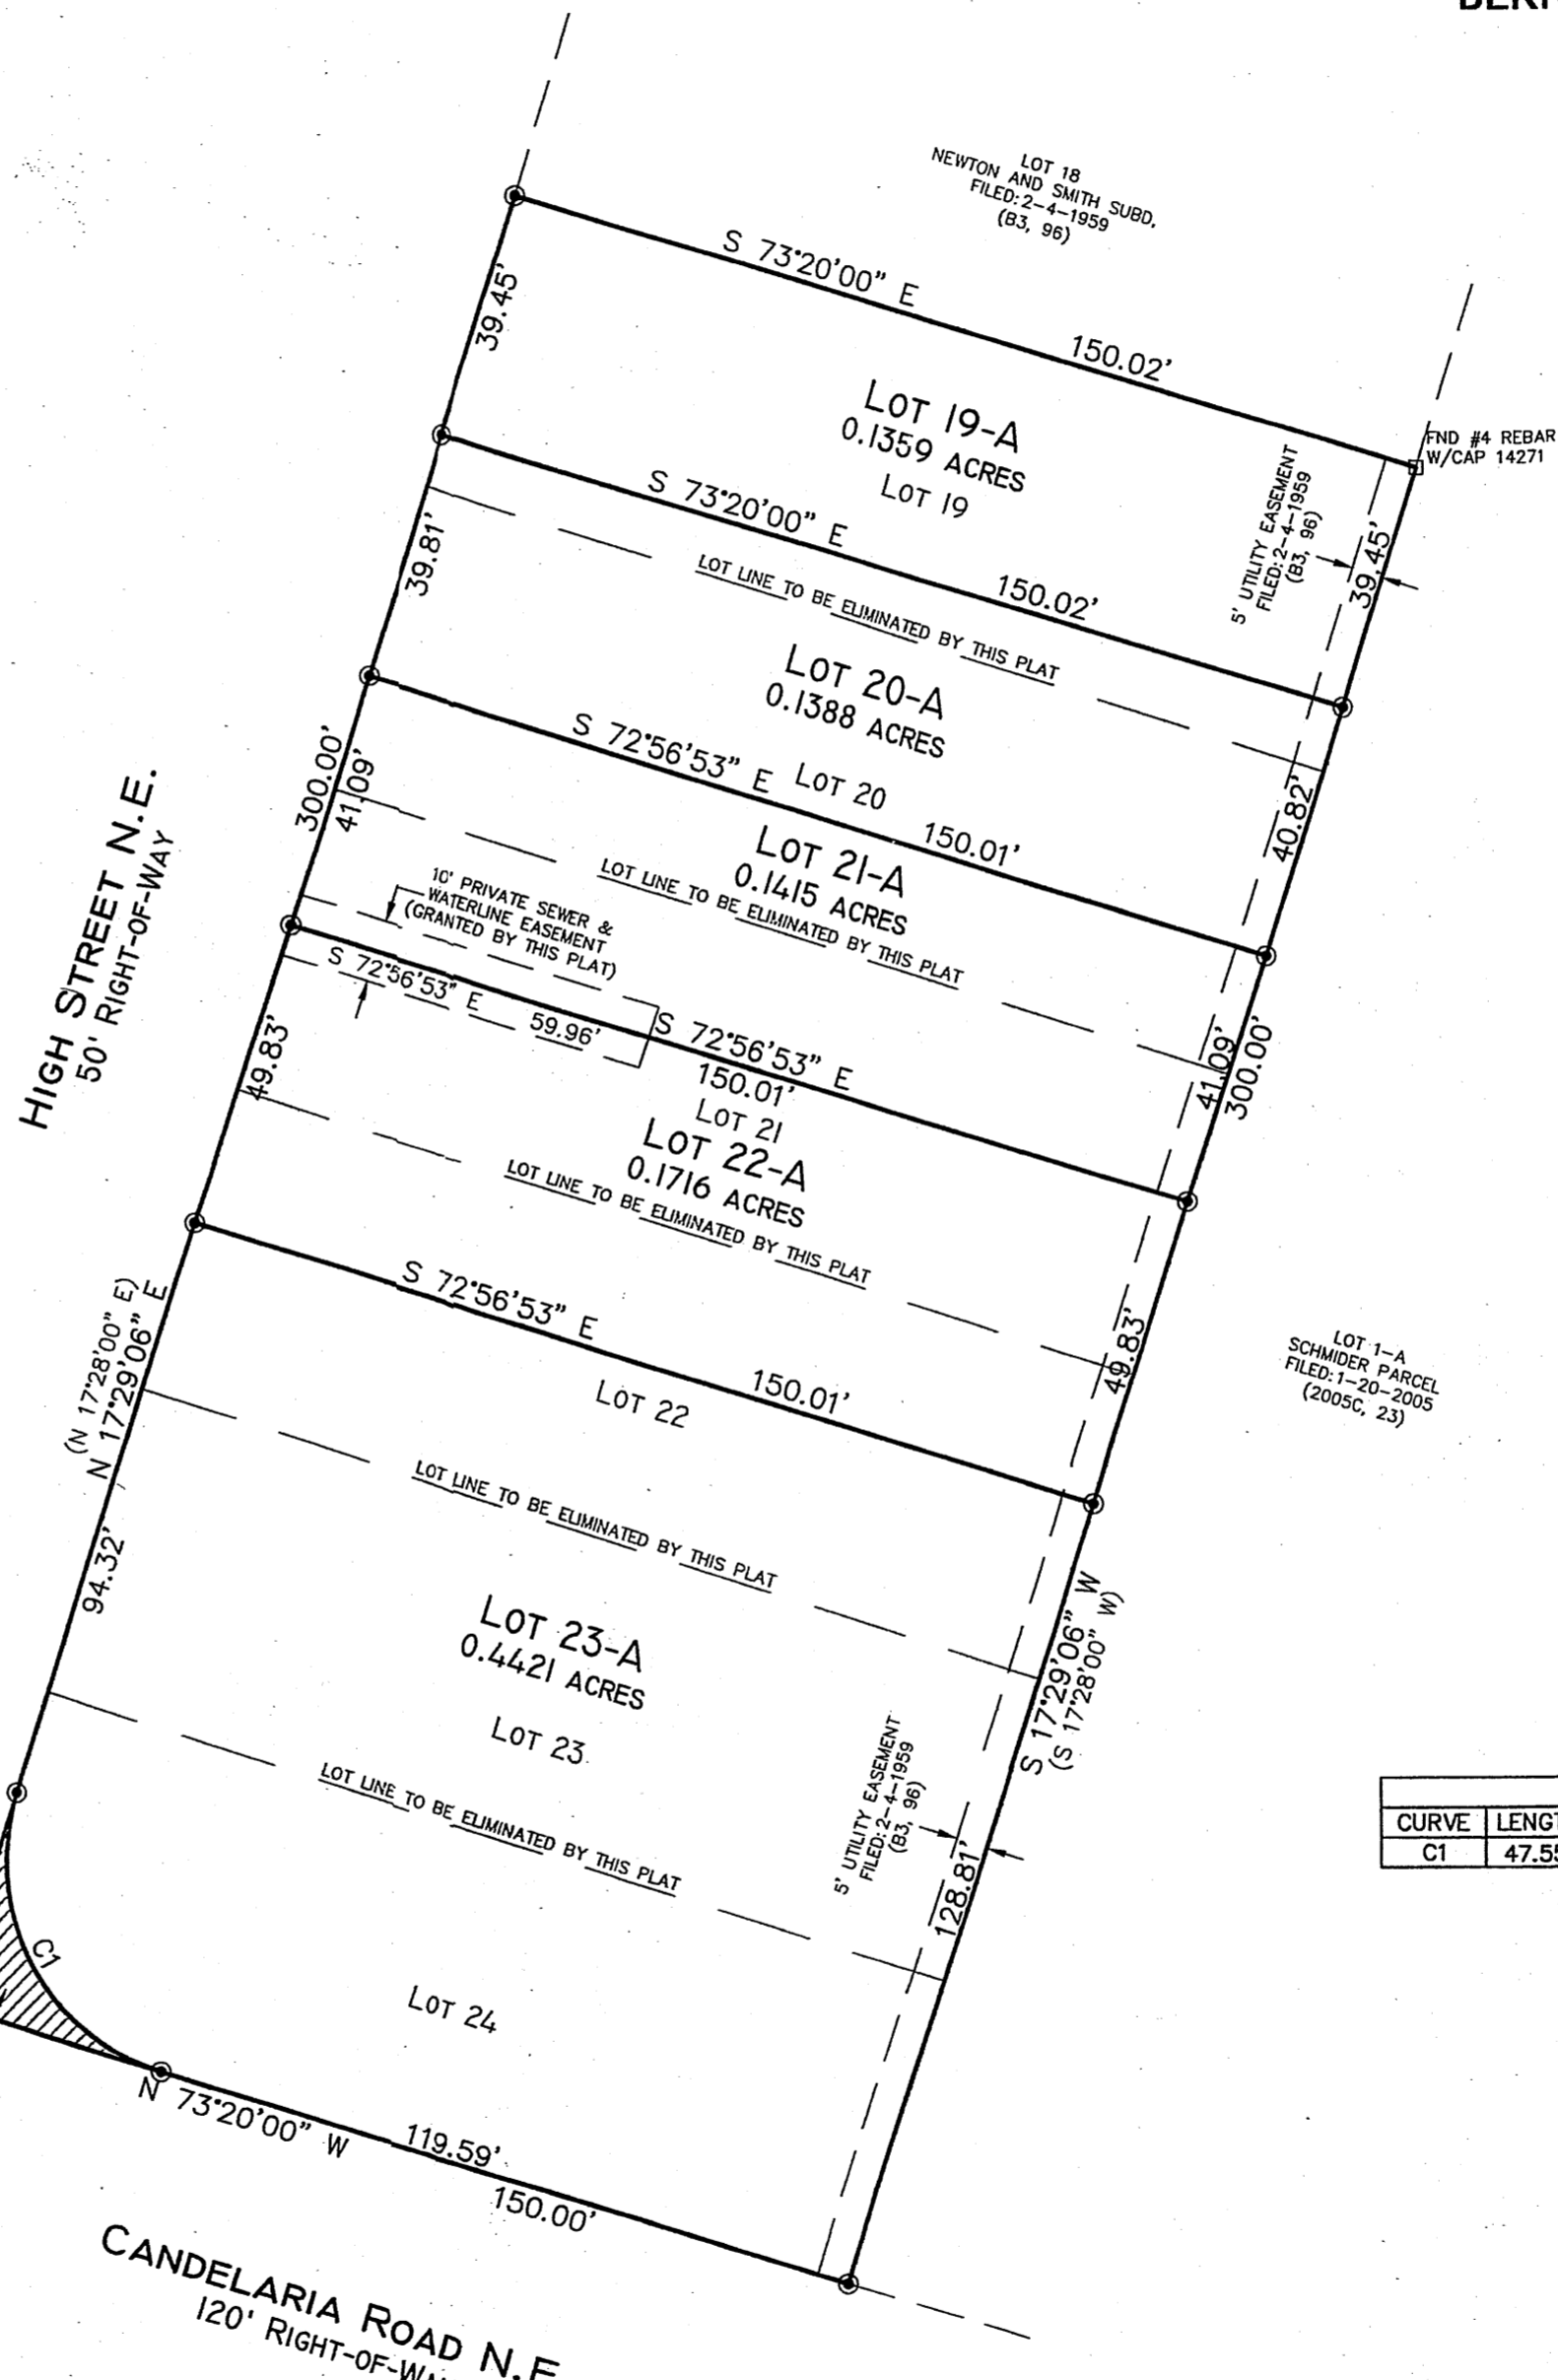 LOT 18
NEWTON AND SMITH SUBD,
FILED: 2-4-1959
(B3, 96)
S 73°20'00" E
150.02'
39.45'
LOT 19-A
0.1359 ACRES
LOT 19
FND #4 REBAR
W/CAP 14271
5' UTILITY EASEMENT
FILED: 2-4-1959
(B3, 96)
39.45'
S 73°20'00" E
150.02'
39.81'
LOT LINE TO BE ELIMINATED BY THIS PLAT
LOT 20-A
0.1388 ACRES
LOT 20
40.82'
S 72°56'53" E
150.01'
300.00'
41.09'
LOT 21-A
0.1415 ACRES
LOT LINE TO BE ELIMINATED BY THIS PLAT
10' PRIVATE SEWER &
WATERLINE EASEMENT
(GRANTED BY THIS PLAT)
HIGH STREET N.E.
50' RIGHT-OF-WAY
S 72°56'53" E
59.96'
S 72°56'53" E
150.01'
41.09'
300.00'
49.83'
LOT 21
LOT 22-A
0.1716 ACRES
LOT LINE TO BE ELIMINATED BY THIS PLAT
49.83'
S 72°56'53" E
150.01'
LOT 1-A
SCHMIDER PARCEL
FILED: 1-20-2005
(2005C, 23)
(N 17°28'00" E)
N 17°29'06" E
LOT 22
LOT LINE TO BE ELIMINATED BY THIS PLAT
94.32'
LOT 23-A
0.4421 ACRES
LOT 23
S 17°29'06" W
(S 17°28'00" W)
5' UTILITY EASEMENT
FILED: 2-4-1959
(B3, 96)
128.81'
LOT LINE TO BE ELIMINATED BY THIS PLAT
CURVE LENGT
C1 47.55
C1
LOT 24
N 73°20'00" W
119.59'
150.00'
CANDELARIA ROAD N.E.
120' RIGHT-OF-WAY